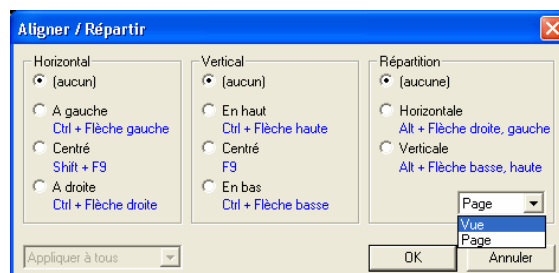 Aligner / Répartir
Horizontal
(aucun)
A gauche
Ctrl + Flèche gauche
Centré
Shift + F9
A droite
Ctrl + Flèche droite
Vertical
(aucun)
En haut
Ctrl + Flèche haute
Centré
F9
En bas
Ctrl + Flèche basse
Répartition
(aucune)
Horizontale
Alt + Flèche droite, gauche
Verticale
Alt + Flèche basse, haute
Page
Vue
Page
Appliquer à tous
OK
Annuler